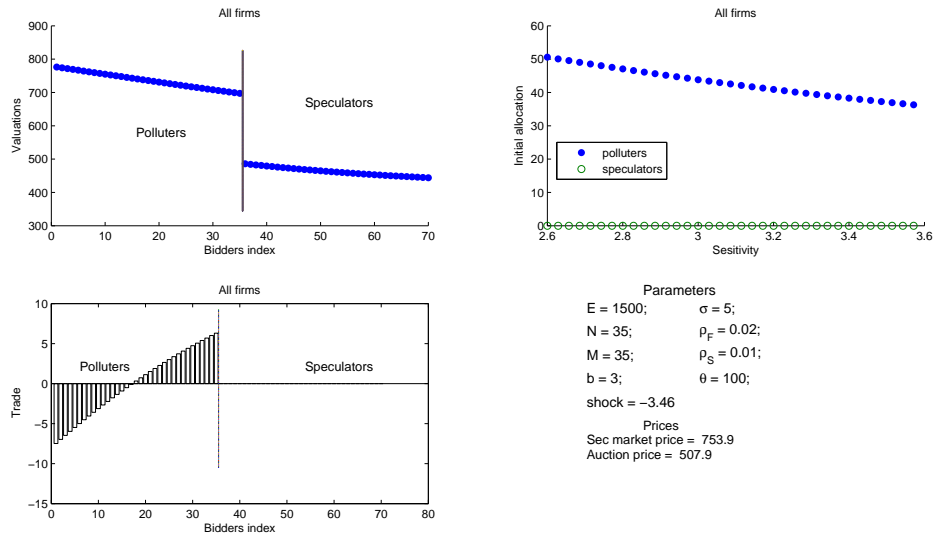 All firms
900
800
700
600
500
400
300
0 10 20 30 40 50 60 70
Valuations
Bidders index
Polluters
Speculators
All firms
60
50
40
30
20
10
0
2.6 2.8 3 3.2 3.4 3.6
Initial allocation
Sesitivity
polluters
speculators
All firms
10
5
0
−5
−10
−15
0 10 20 30 40 50 60 70 80
Trade
Bidders index
Polluters
Speculators
Parameters
E = 1500; σ = 5;
N = 35; ρF = 0.02;
M = 35; ρS = 0.01;
b = 3; θ = 100;
shock = −3.46
Prices
Sec market price = 753.9
Auction price = 507.9